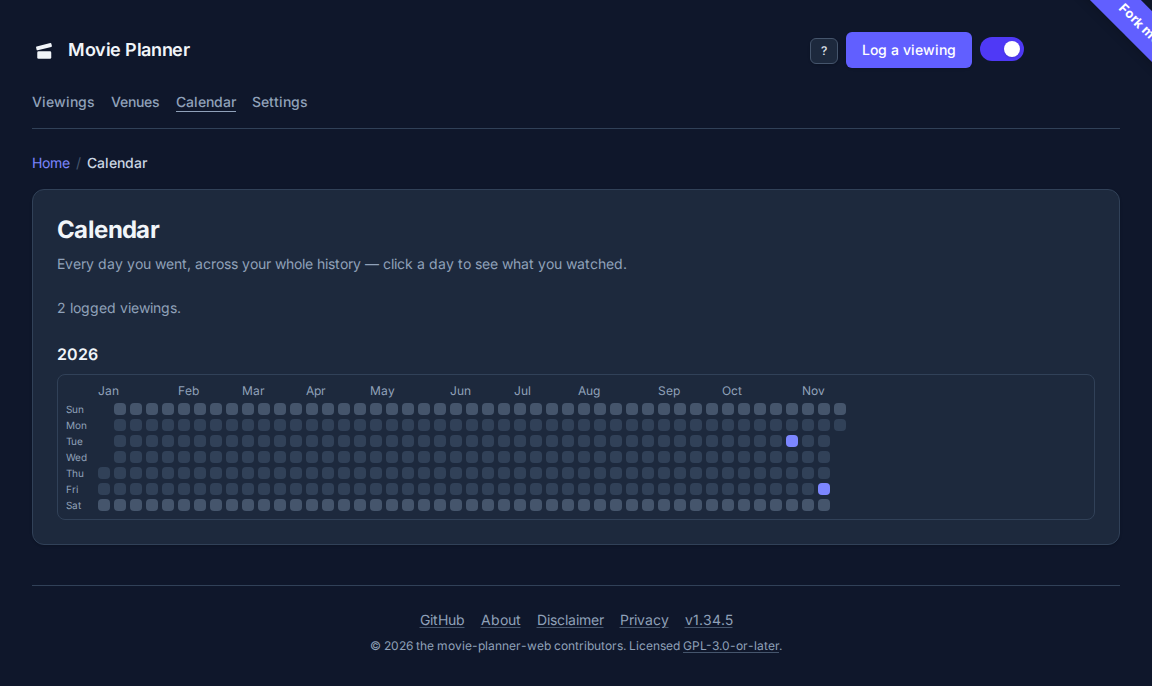 Movie Planner
?
Log a viewing
Fork m
Viewings Venues Calendar Settings
Home / Calendar
Calendar
Every day you went, across your whole history — click a day to see what you watched.
2 logged viewings.
2026
Jan Feb Mar Apr May Jun Jul Aug Sep Oct Nov
Sun
Mon
Tue
Wed
Thu
Fri
Sat
GitHub About Disclaimer Privacy v1.34.5
© 2026 the movie-planner-web contributors. Licensed GPL-3.0-or-later.